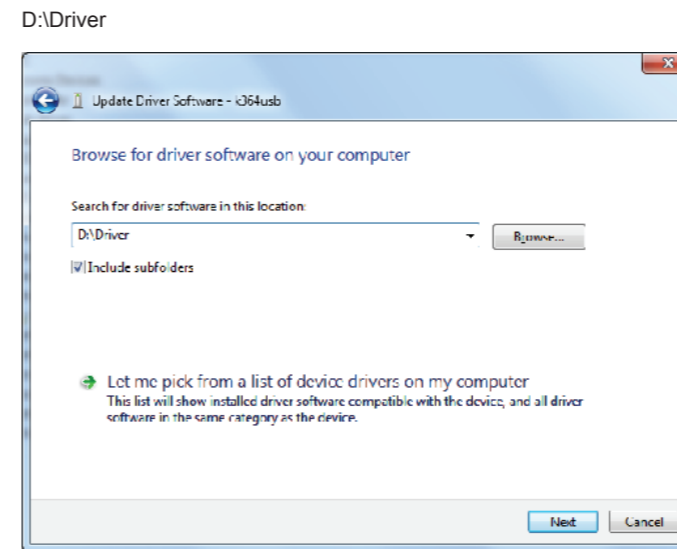 D:\Driver
Update Driver Software - k364usb
Browse for driver software on your computer
Search for driver software in this location:
D:\Driver
Browse...
Include subfolders
Let me pick from a list of device drivers on my computer
This list will show installed driver software compatible with the device, and all driver
software in the same category as the device.
Next
Cancel